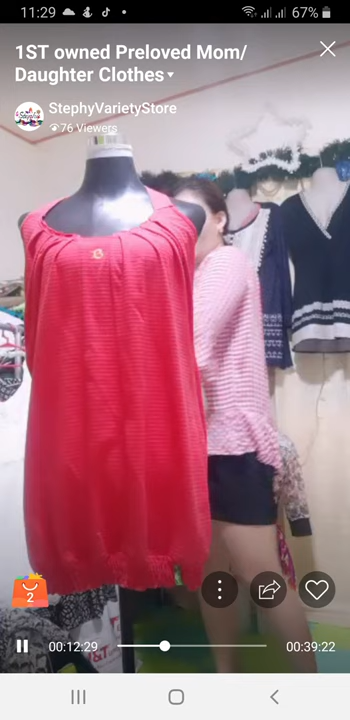 11:29
67%
1ST owned Preloved Mom/
Daughter Clothes
StephyVarietyStore
76 Viewers
2
00:12:29
00:39:22